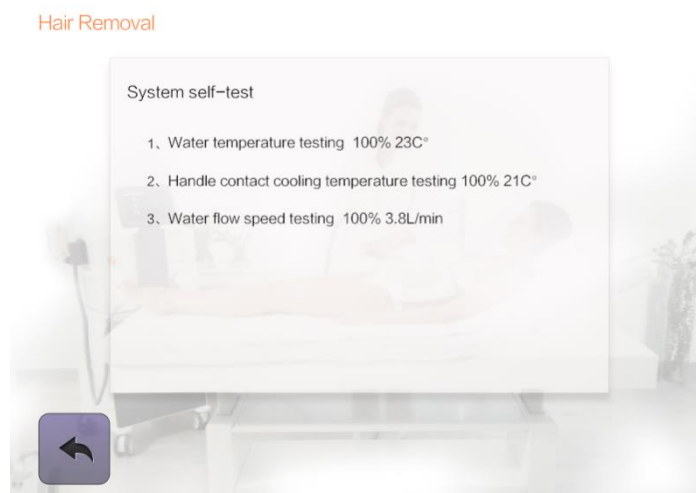 Hair Removal
System self-test
1、Water temperature testing 100% 23C°
2、Handle contact cooling temperature testing 100% 21C°
3、Water flow speed testing 100% 3.8L/min